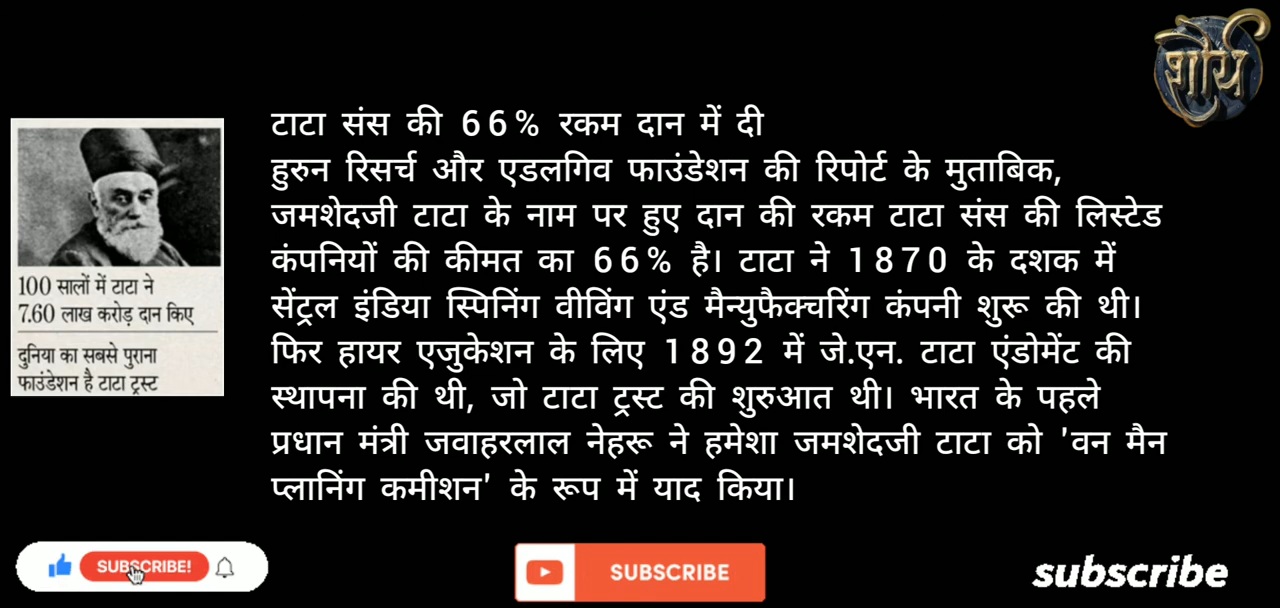 शौर्य
टाटा संस की 66% रकम दान में दी
हुरुन रिसर्च और एडलगिव फाउंडेशन की रिपोर्ट के मुताबिक,
जमशेदजी टाटा के नाम पर हुए दान की रकम टाटा संस की लिस्टेड
कंपनियों की कीमत का 66% है। टाटा ने 1870 के दशक में
सेंट्रल इंडिया स्पिनिंग वीविंग एंड मैन्युफैक्चरिंग कंपनी शुरू की थी।
फिर हायर एजुकेशन के लिए 1892 में जे.एन. टाटा एंडोमेंट की
स्थापना की थी, जो टाटा ट्रस्ट की शुरुआत थी। भारत के पहले
प्रधान मंत्री जवाहरलाल नेहरू ने हमेशा जमशेदजी टाटा को 'वन मैन
प्लानिंग कमीशन' के रूप में याद किया।
100 सालों में टाटा ने
7.60 लाख करोड़ दान किए
दुनिया का सबसे पुराना
फाउंडेशन है टाटा ट्रस्ट
SUBSCRIBE!
SUBSCRIBE
subscribe